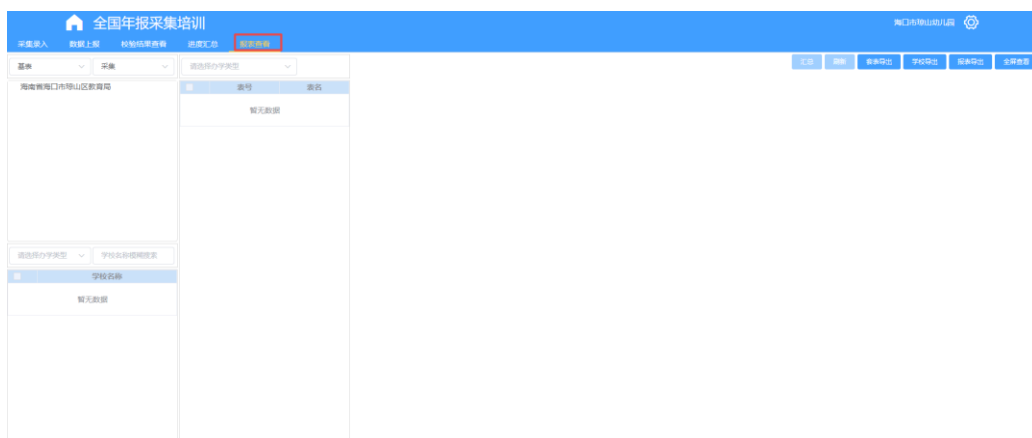 全国年报采集培训
海口市琼山幼儿园
采集录入 数据上报 校验结果查看 进度汇总 报表查看
基表 采集 请选择办学类型
汇总 刷新 套表导出 学校导出 报表导出 全屏查看
海南省海口市琼山区教育局
表号 表名
暂无数据
请选择办学类型 学校名称模糊搜索
学校名称
暂无数据